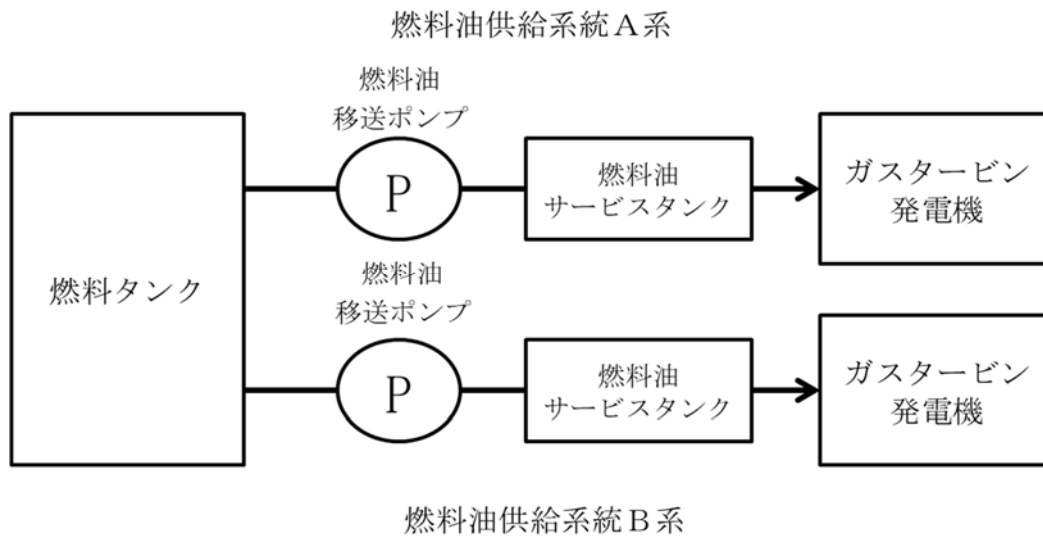 燃料油供給系統A系
燃料油
移送ポンプ
P
燃料油
サービスタンク
ガスタービン
発電機
燃料タンク
燃料油
移送ポンプ
P
燃料油
サービスタンク
ガスタービン
発電機
燃料油供給系統B系